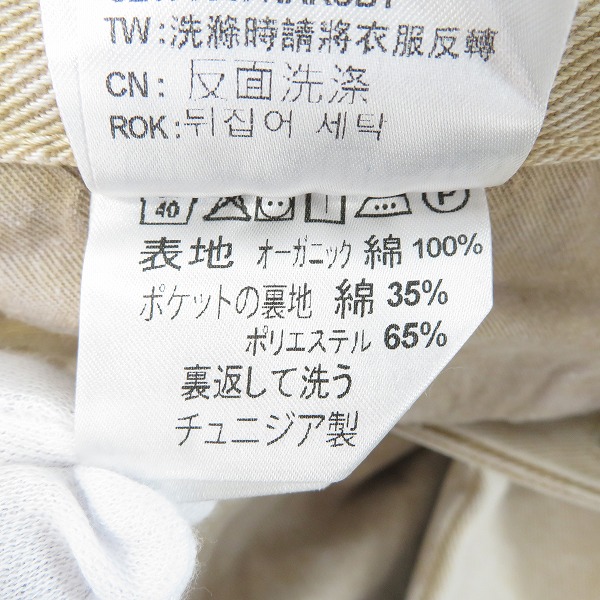 TW:洗滌時請將衣服反轉
CN: 反面洗涤
ROK:뒤집어 세탁
40 P
表地 オーガニック 綿 100%
ポケットの裏地 綿 35%
ポリエステル 65%
裏返して洗う
チュニジア製